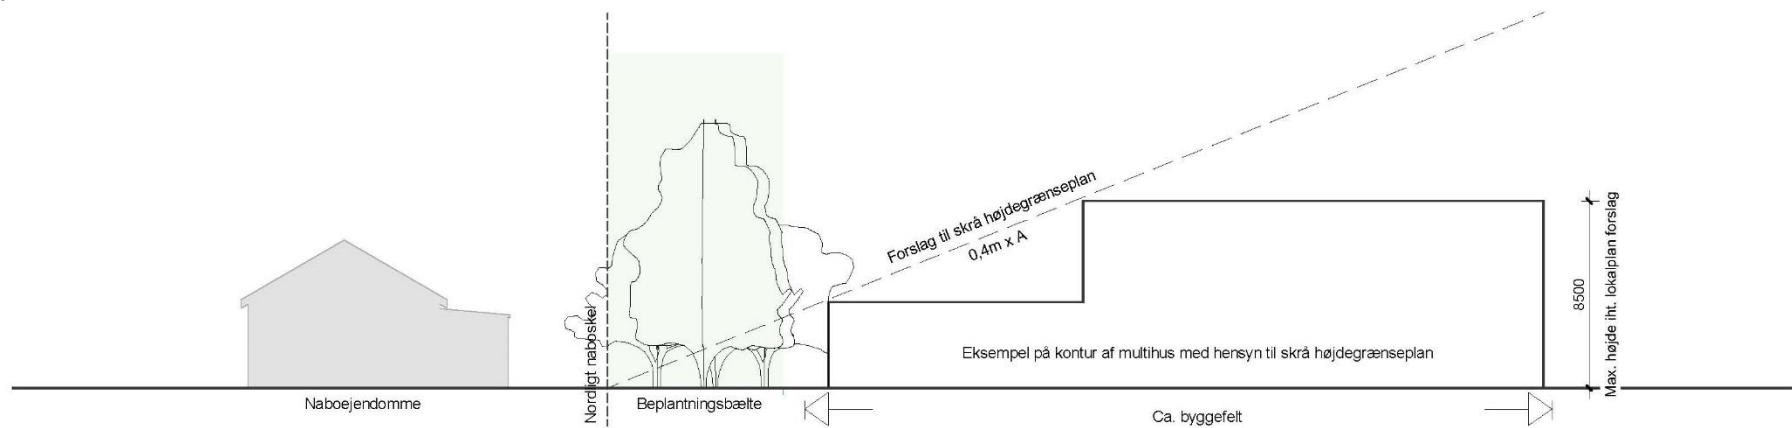 Forslag til skrå højdegrænseplan
0,4m x A
Nordligt naboskel
8500
Max. højde iht. lokalplan forslag
Eksempel på kontur af multihus med hensyn til skrå højdegrænseplan
Naboejendomme
Beplantningsbælte
Ca. byggefelt